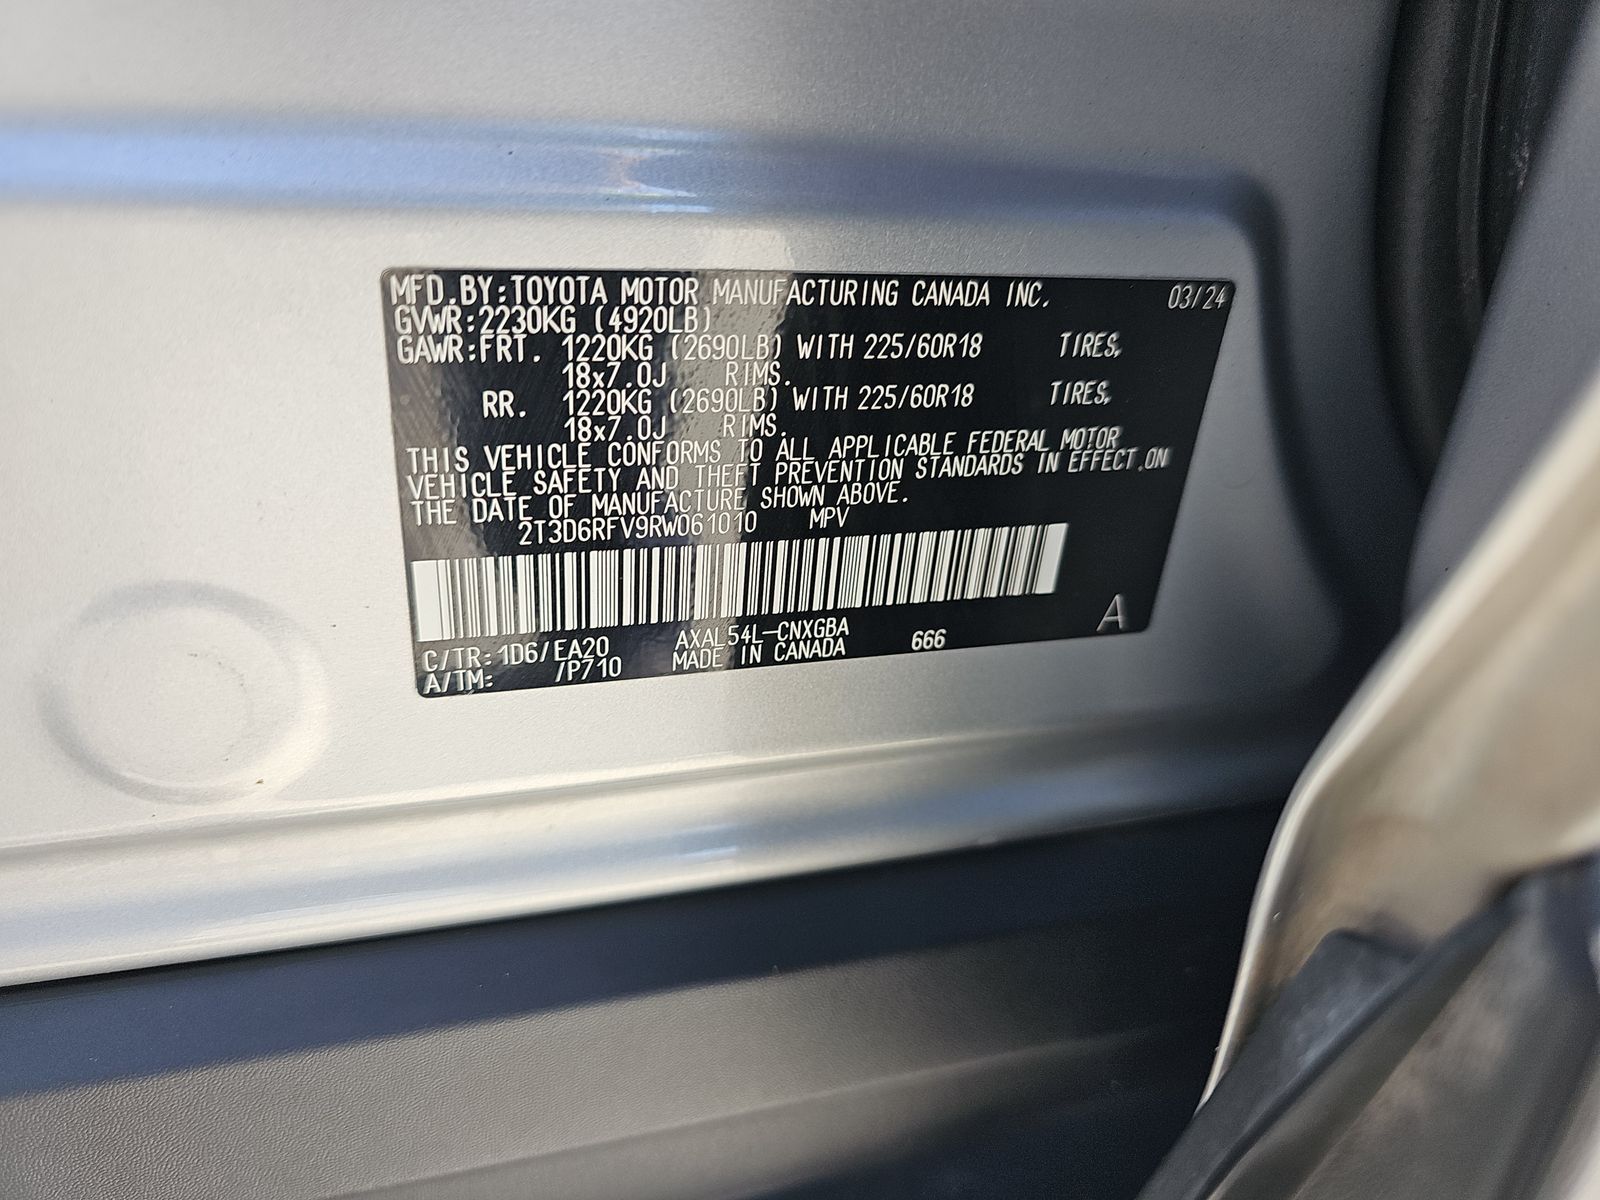 MFD.BY:TOYOTA MOTOR MANUFACTURING CANADA INC. 03/24
GVWR:2230KG (4920LB)
GAWR:FRT. 1220KG (2690LB) WITH 225/60R18 TIRES,
18x7.0J RIMS.
RR. 1220KG (2690LB) WITH 225/60R18 TIRES,
18x7.0J RIMS.
THIS VEHICLE CONFORMS TO ALL APPLICABLE FEDERAL MOTOR
VEHICLE SAFETY AND THEFT PREVENTION STANDARDS IN EFFECT ON
THE DATE OF MANUFACTURE SHOWN ABOVE.
2T3D6RFV9RW061010 MPV
A
C/TR: 1D6/EA20 AXAL54L-CNXGBA 666
A/TM: /P710 MADE IN CANADA